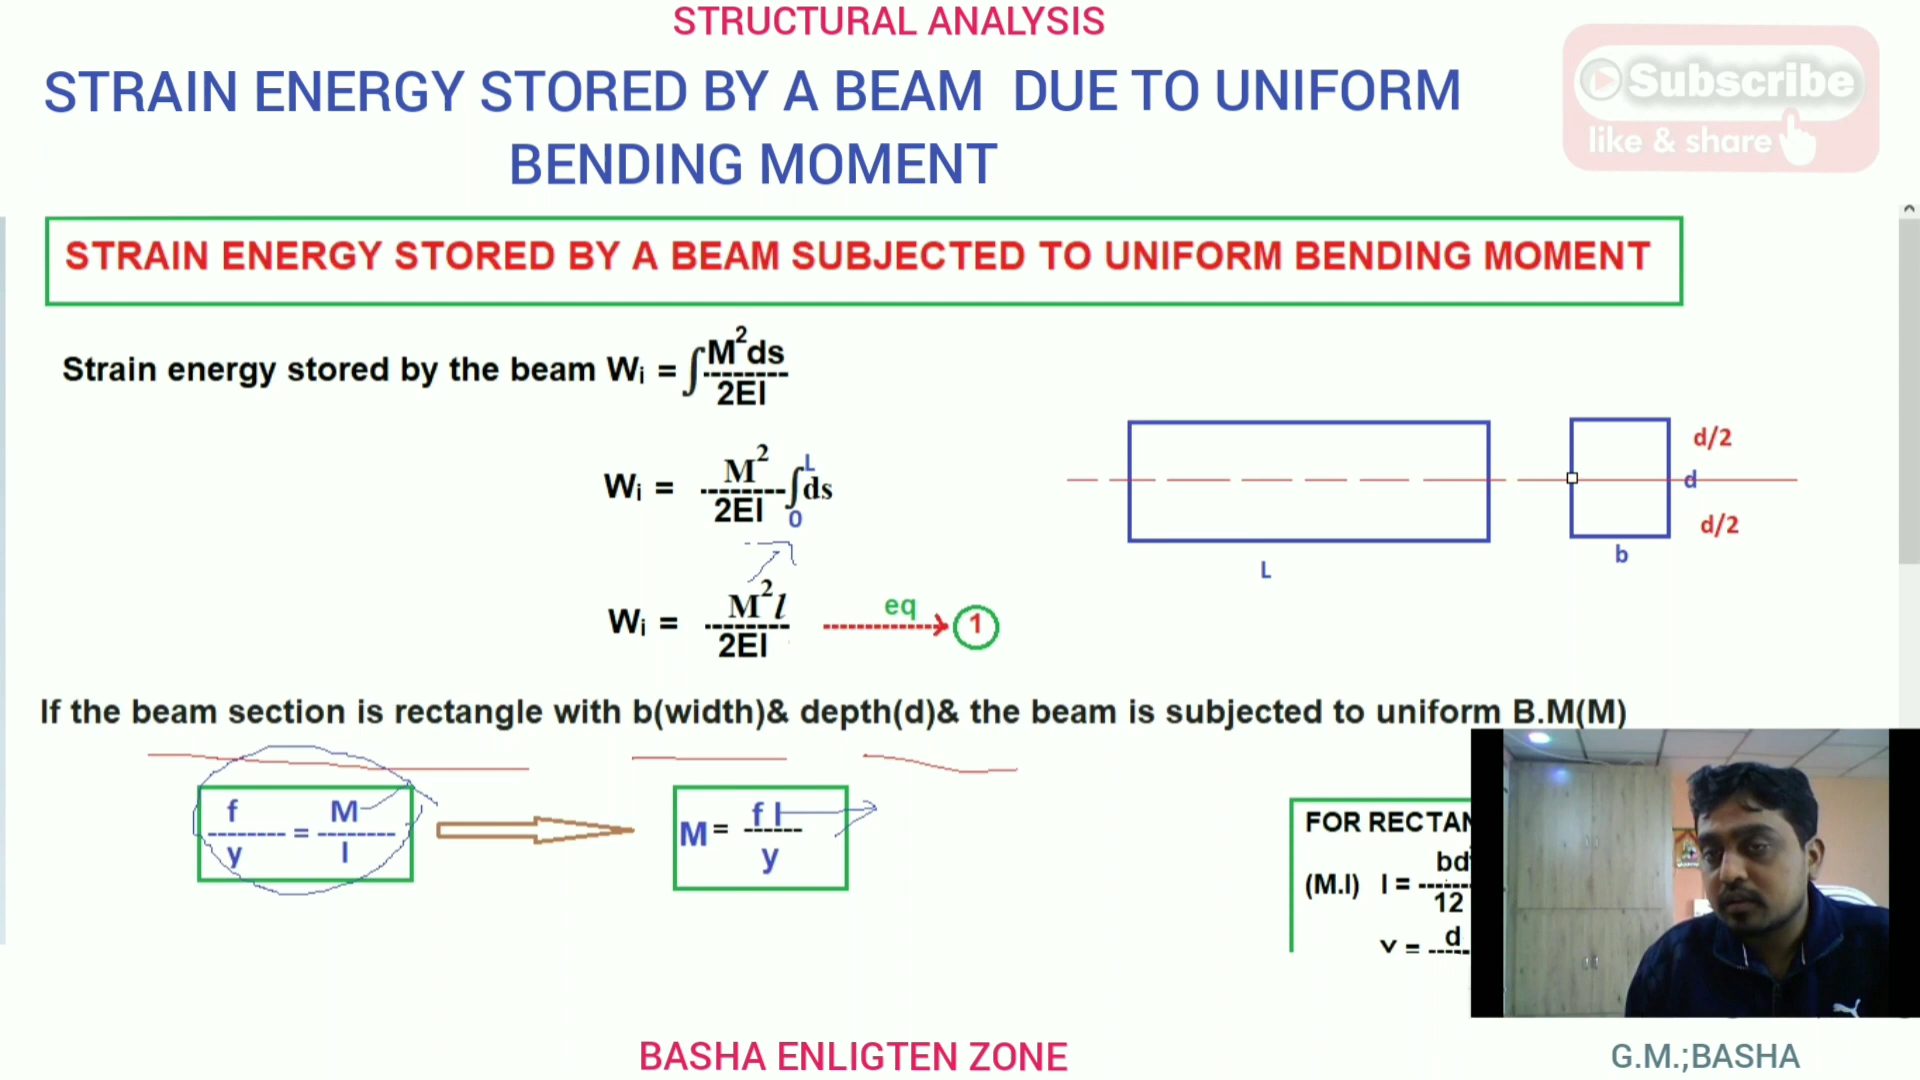 STRUCTURAL ANALYSIS
STRAIN ENERGY STORED BY A BEAM DUE TO UNIFORM
BENDING MOMENT
Subscribe
like & share
STRAIN ENERGY STORED BY A BEAM SUBJECTED TO UNIFORM BENDING MOMENT
Strain energy stored by the beam Wi = ∫ M²ds
2EI
Wi = M² ∫ ds
2EI
L
0
Wi = M²l
2EI
eq 1
d/2
d
d/2
b
L
If the beam section is rectangle with b(width)& depth(d)& the beam is subjected to uniform B.M(M)
f = M
y I
M = f I
y
FOR RECTAN
(M.I) I = bd
12
y = d
BASHA ENLIGTEN ZONE
G.M.;BASHA